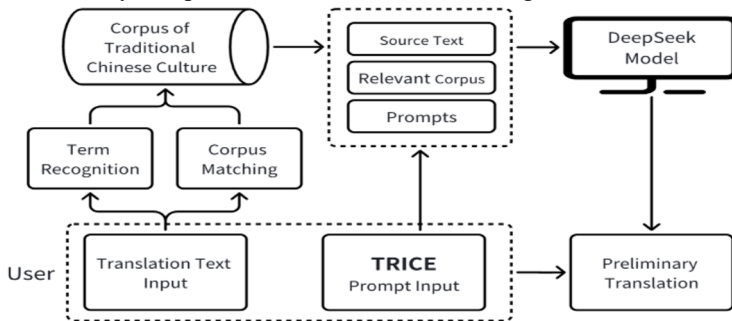 Corpus of
Traditional
Chinese Culture
Source Text
Relevant Corpus
Prompts
DeepSeek
Model
Term
Recognition
Corpus
Matching
User
Translation Text
Input
TRICE
Prompt Input
Preliminary
Translation